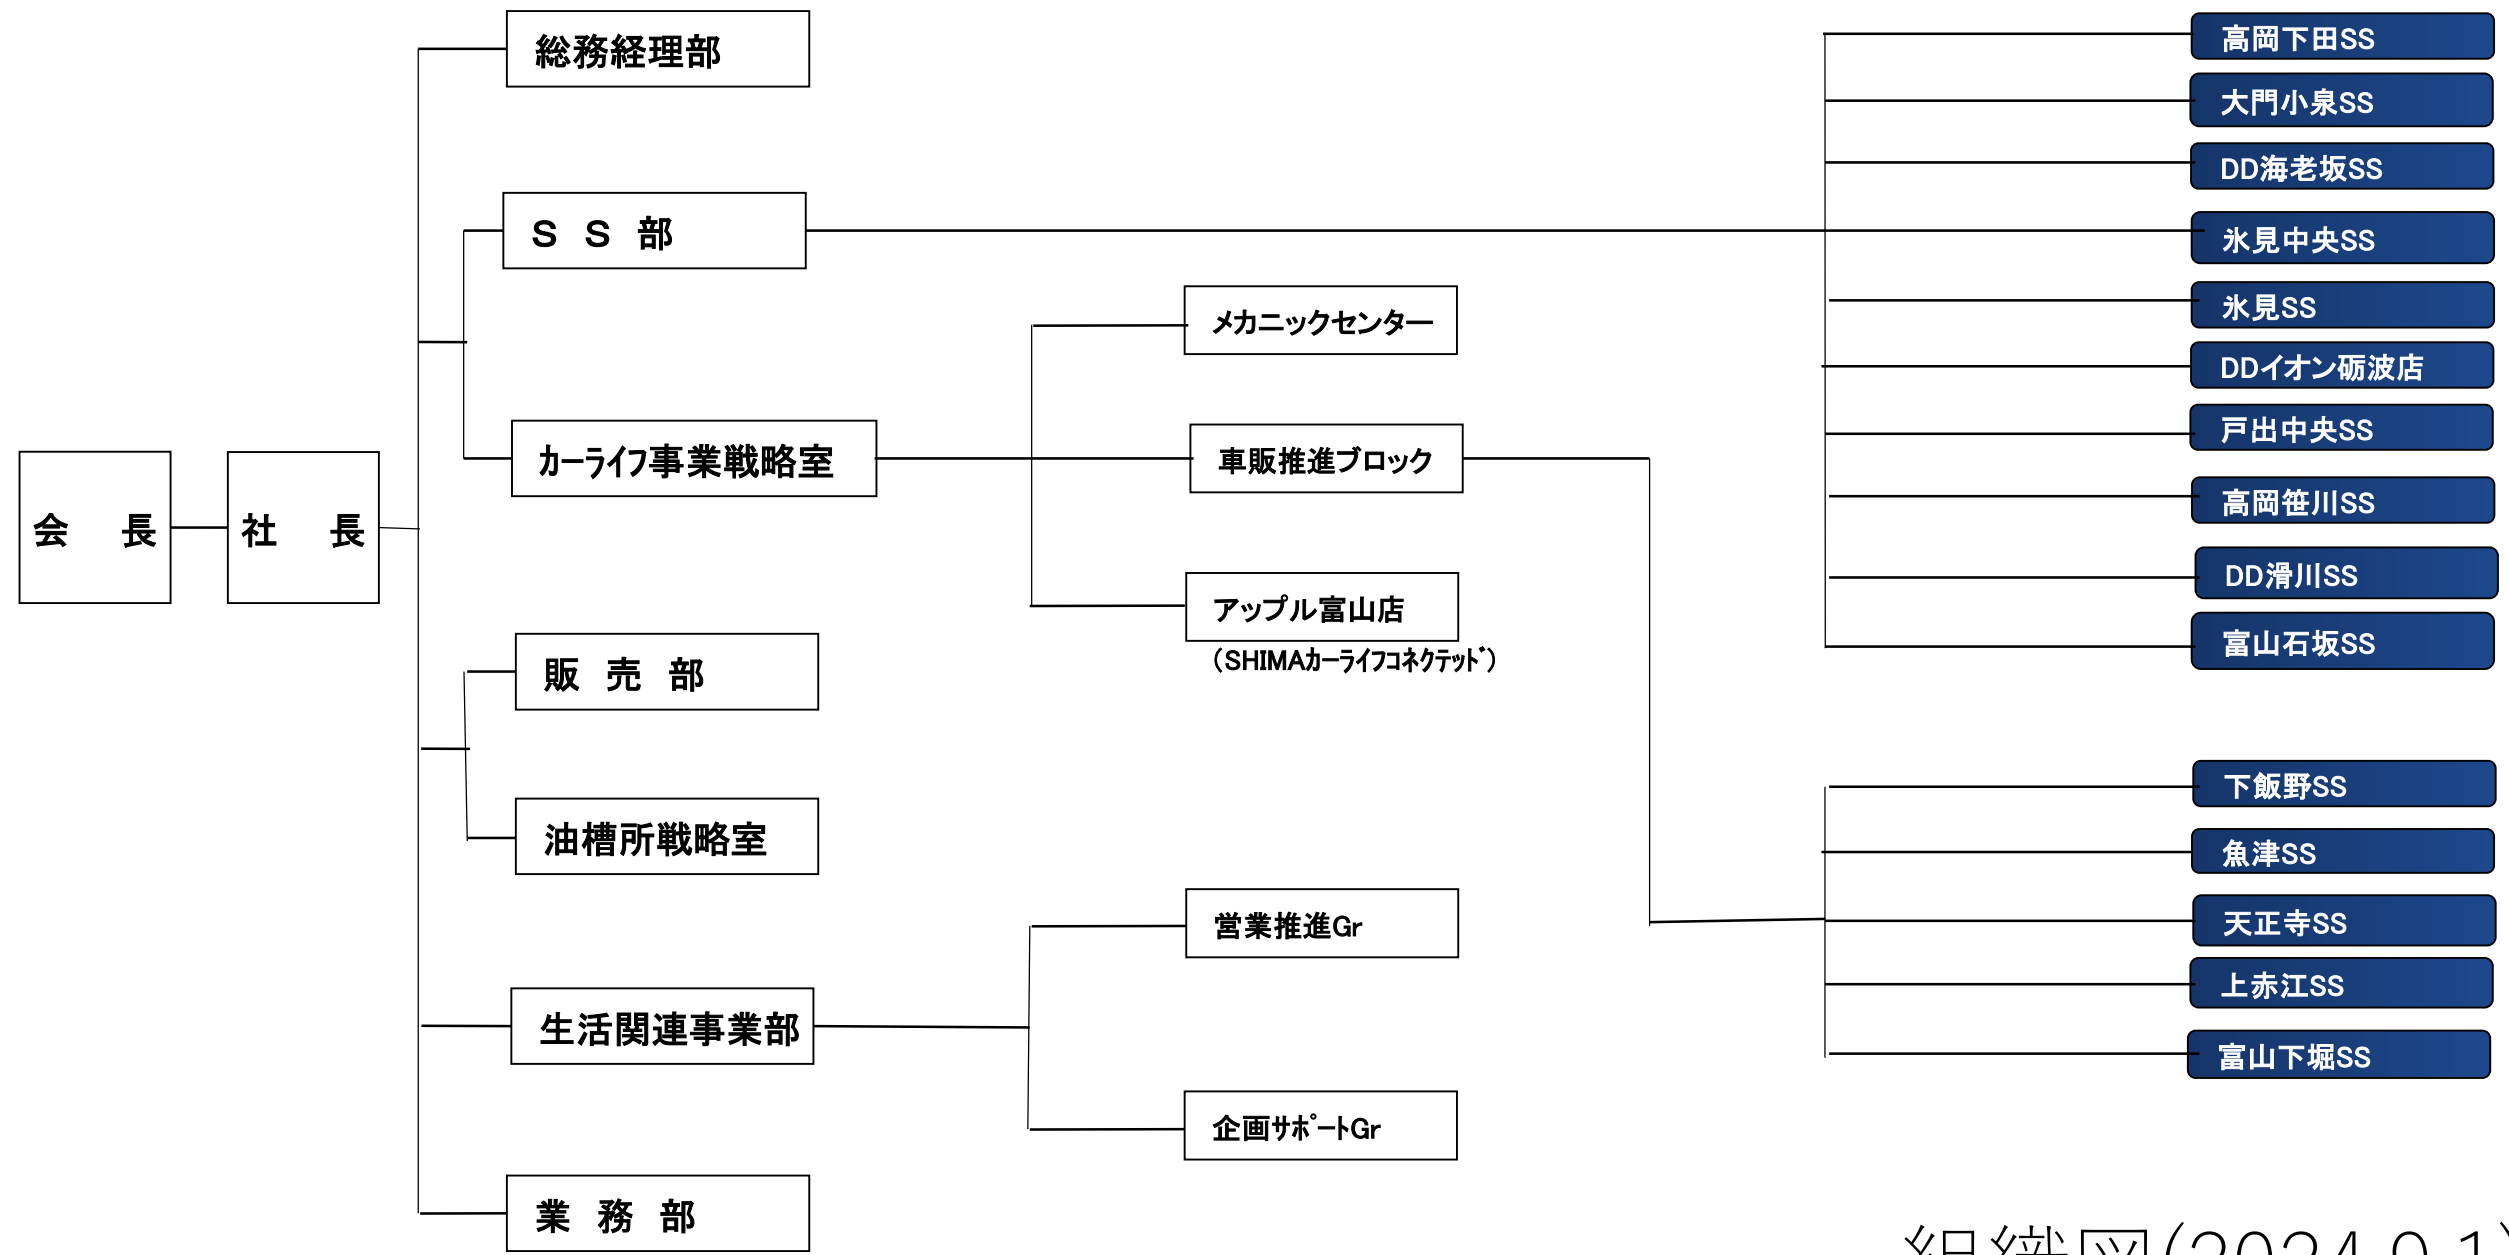 総務経理部
ＳＳ部
ｶｰﾗｲﾌ事業戦略室
会　長
社　長
販　売　部
油槽所戦略室
生活関連事業部
業　務　部
ﾒｶﾆｯｸｾﾝﾀｰ
車販推進ﾌﾞﾛｯｸ
ｱｯﾌﾟﾙ富山店
（SHIMAｶｰﾗｲﾌｺﾈｸﾃｯﾄﾞ）
営業推進Gr
企画ｻﾎﾟｰﾄGr
高岡下田SS
大門小泉SS
DD海老坂SS
氷見中央SS
氷見SS
DDイオン砺波店
戸出中央SS
高岡笹川SS
DD滑川SS
富山石坂SS
下飯野SS
魚津SS
天正寺SS
上赤江SS
富山下堀SS
組織図(2024.9.1)